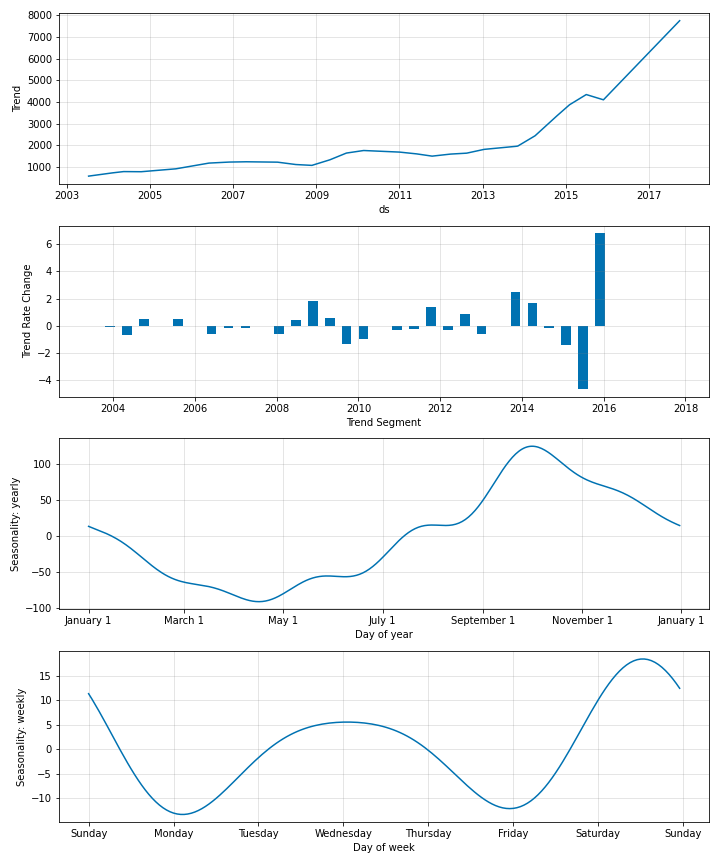 Trend
8000
7000
6000
5000
4000
3000
2000
1000
2003 2005 2007 2009 2011 2013 2015 2017
ds
Trend Rate Change
6
4
2
0
−2
−4
2004 2006 2008 2010 2012 2014 2016 2018
Trend Segment
Seasonality: yearly
100
50
0
−50
−100
January 1 March 1 May 1 July 1 September 1 November 1 January 1
Day of year
Seasonality: weekly
15
10
5
0
−5
−10
Sunday Monday Tuesday Wednesday Thursday Friday Saturday Sunday
Day of week